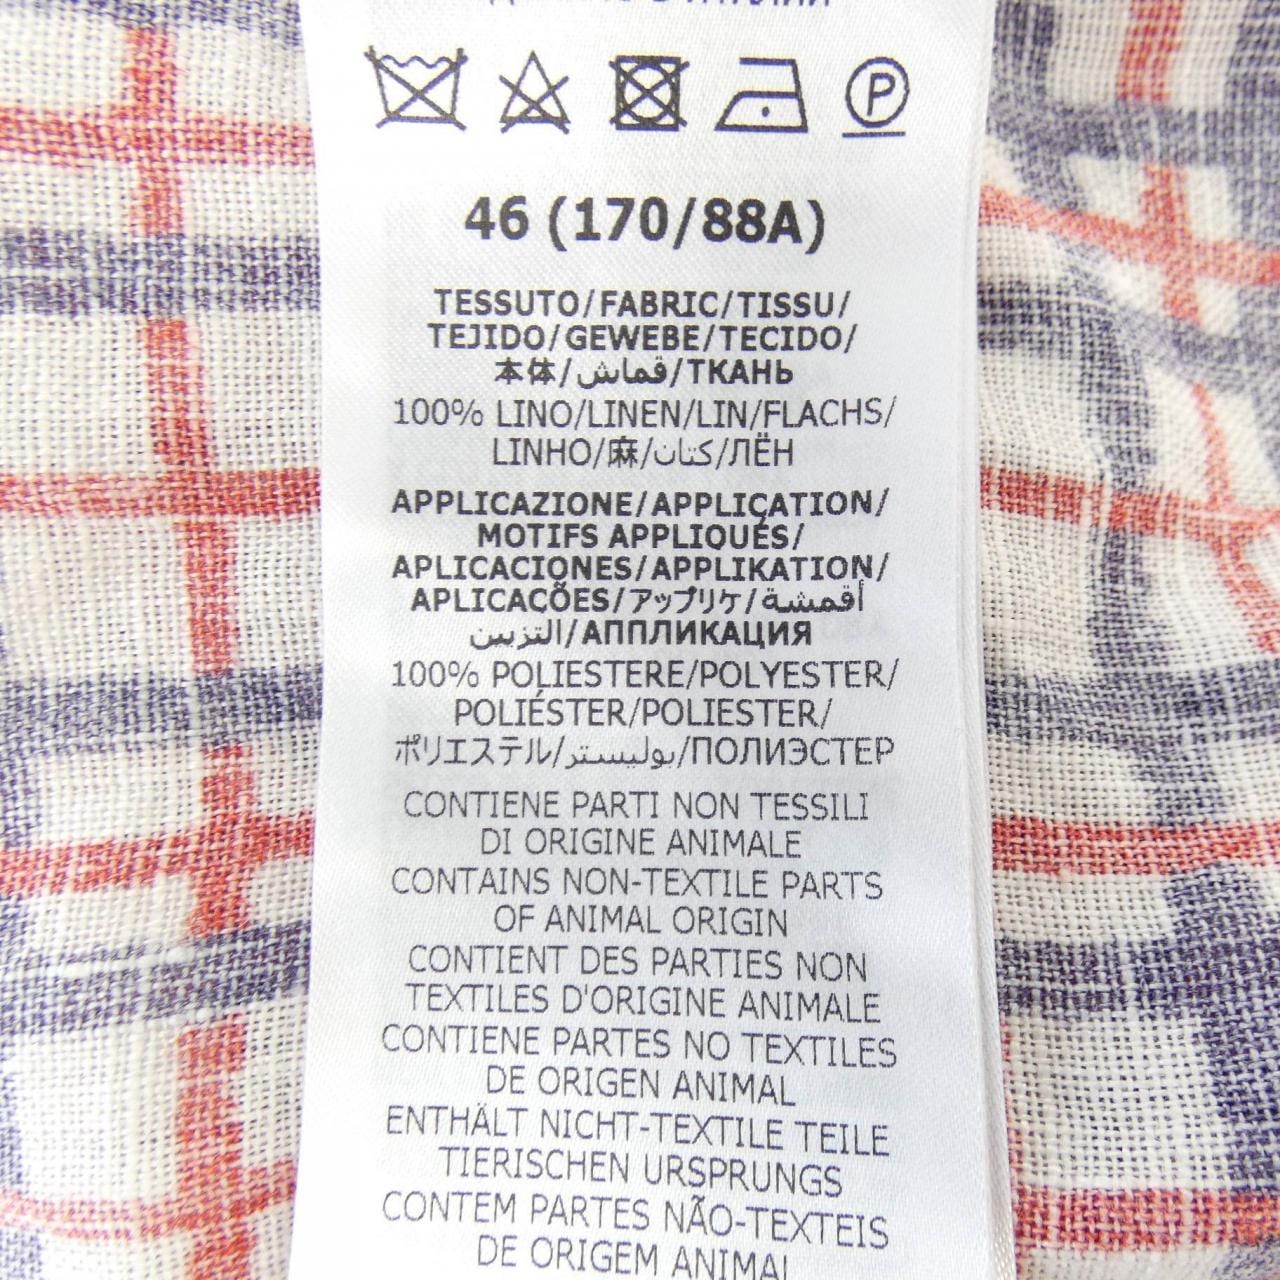 P
46 (170/88A)
TESSUTO/FABRIC/TISSU/
TEJIDO/GEWEBE/TECIDO/
本体/قماش/ТКАНЬ
100% LINO/LINEN/LIN/FLACHS/
LINHO/麻/كتان/ЛЁН
APPLICAZIONE/APPLICATION/
MOTIFS APPLIQUÉS/
APLICACIONES/APPLIKATION/
APLICACÕES/アップリケ/أقمشة
التزيين/АППЛИКАЦИЯ
100% POLIESTERE/POLYESTER/
POLIÉSTER/POLIESTER/
ポリエステル/بوليستر/ПОЛИЭСТЕР
CONTIENE PARTI NON TESSILI
DI ORIGINE ANIMALE
CONTAINS NON-TEXTILE PARTS
OF ANIMAL ORIGIN
CONTIENT DES PARTIES NON
TEXTILES D'ORIGINE ANIMALE
CONTIENE PARTES NO TEXTILES
DE ORIGEN ANIMAL
ENTHÄLT NICHT-TEXTILE TEILE
TIERISCHEN URSPRUNGS
CONTEM PARTES NÃO-TEXTEIS
DE ORIGEM ANIMAL